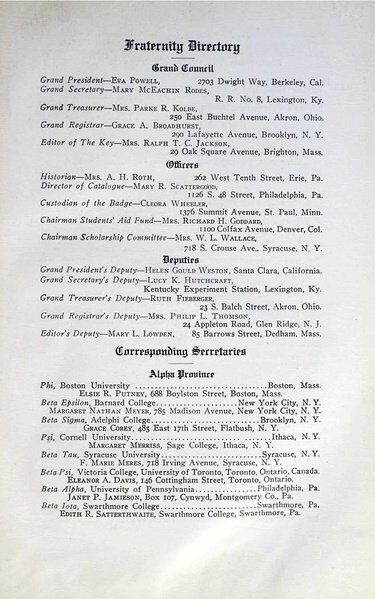 Fraternity Directory
Grand Council
Grand President—EVA POWELL, 2703 Dwight Way, Berkeley, Cal.
Grand Secretary—MARY MCEACHIN RODES,
R. R. No. 8, Lexington, Ky.
Grand Treasurer—MRS. PARKE R. KOLBE,
250 East Buchtel Avenue, Akron, Ohio.
Grand Registrar—GRACE A. BROADHURST,
290 Lafayette Avenue, Brooklyn, N. Y.
Editor of The Key—MRS. RALPH T. C. JACKSON,
29 Oak Square Avenue, Brighton, Mass.
Officers
Historian—MRS. A. H. ROTH, 262 West Tenth Street, Erie, Pa.
Director of Catalogue—MARY R. SCATTERGOOD,
1126 S. 48 Street, Philadelphia, Pa.
Custodian of the Badge—CLEORA WHEELER,
1376 Summit Avenue, St. Paul, Minn.
Chairman Students' Aid Fund—MRS. RICHARD H. GODDARD,
1100 Colfax Avenue, Denver, Col.
Chairman Scholarship Committee—MRS. W. L. WALLACE,
718 S. Crouse Ave., Syracuse, N. Y.
Deputies
Grand President's Deputy—HELEN GOULD WESTON, Santa Clara, California.
Grand Secretary's Deputy—LUCY K. HUTCHCRAFT,
Kentucky Experiment Station, Lexington, Ky.
Grand Treasurer's Deputy—RUTH FIEBERGER,
23 S. Balch Street, Akron, Ohio.
Grand Registrar's Deputy—MRS. PHILIP L. THOMSON,
24 Appleton Road, Glen Ridge, N. J.
Editor's Deputy—MARY L. LOWDEN, 85 Barrows Street, Dedham, Mass.
Corresponding Secretaries
Alpha Province
Phi, Boston University ..............................Boston, Mass.
ELSIE R. PUTNEY, 688 Boylston Street, Boston, Mass.
Beta Epsilon, Barnard College....................New York City, N. Y.
MARGARET NATHAN MEYER, 785 Madison Avenue, New York City, N. Y.
Beta Sigma, Adelphi College.........................Brooklyn, N. Y.
GRACE COREY, 485 East 17th Street, Flatbush, N. Y.
Psi, Cornell University ...............................Ithaca, N. Y.
MARGARET MERRISS, Sage College, Ithaca, N. Y.
Beta Tau, Syracuse University........................Syracuse, N. Y.
F. MARIE MERES, 718 Irving Avenue, Syracuse, N. Y.
Beta Psi, Victoria College, University of Toronto, Toronto, Ontario, Canada.
ELEANOR A. DAVIS, 146 Cottingham Street, Toronto, Ontario.
Beta Alpha, University of Pennsylvania................Philadelphia, Pa.
JANET P. JAMIESON, Box 107, Cynwyd, Montgomery Co., Pa.
Beta Iota, Swarthmore College.........................Swarthmore, Pa.
EDITH R. SATTERTHWAITE, Swarthmore College, Swarthmore, Pa.